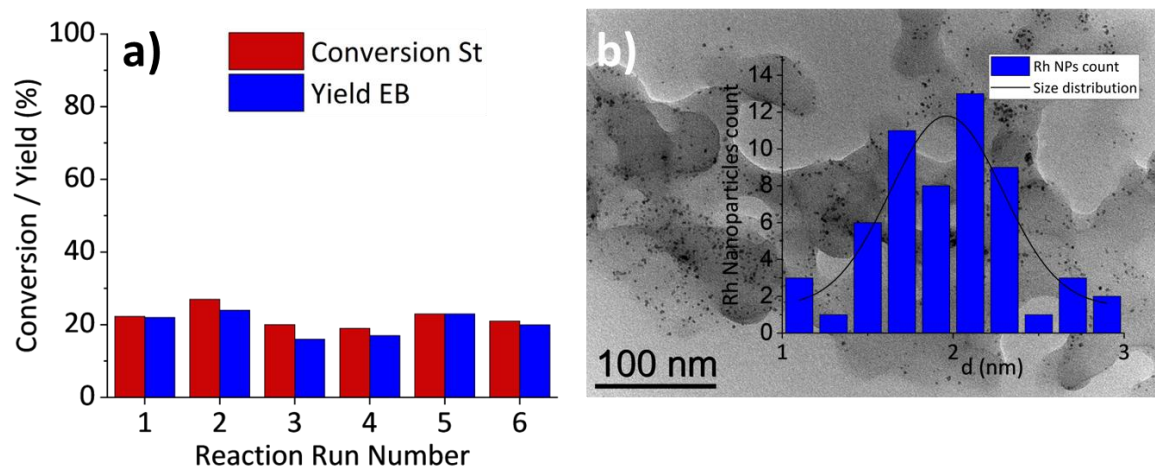 a)
Conversion St
Yield EB
100
80
60
40
20
0
Conversion / Yield (%)
1 2 3 4 5 6
Reaction Run Number
b)
Rh NPs count
Size distribution
14
12
10
8
6
4
2
0
Rh Nanoparticles count
1 2 3
d (nm)
100 nm